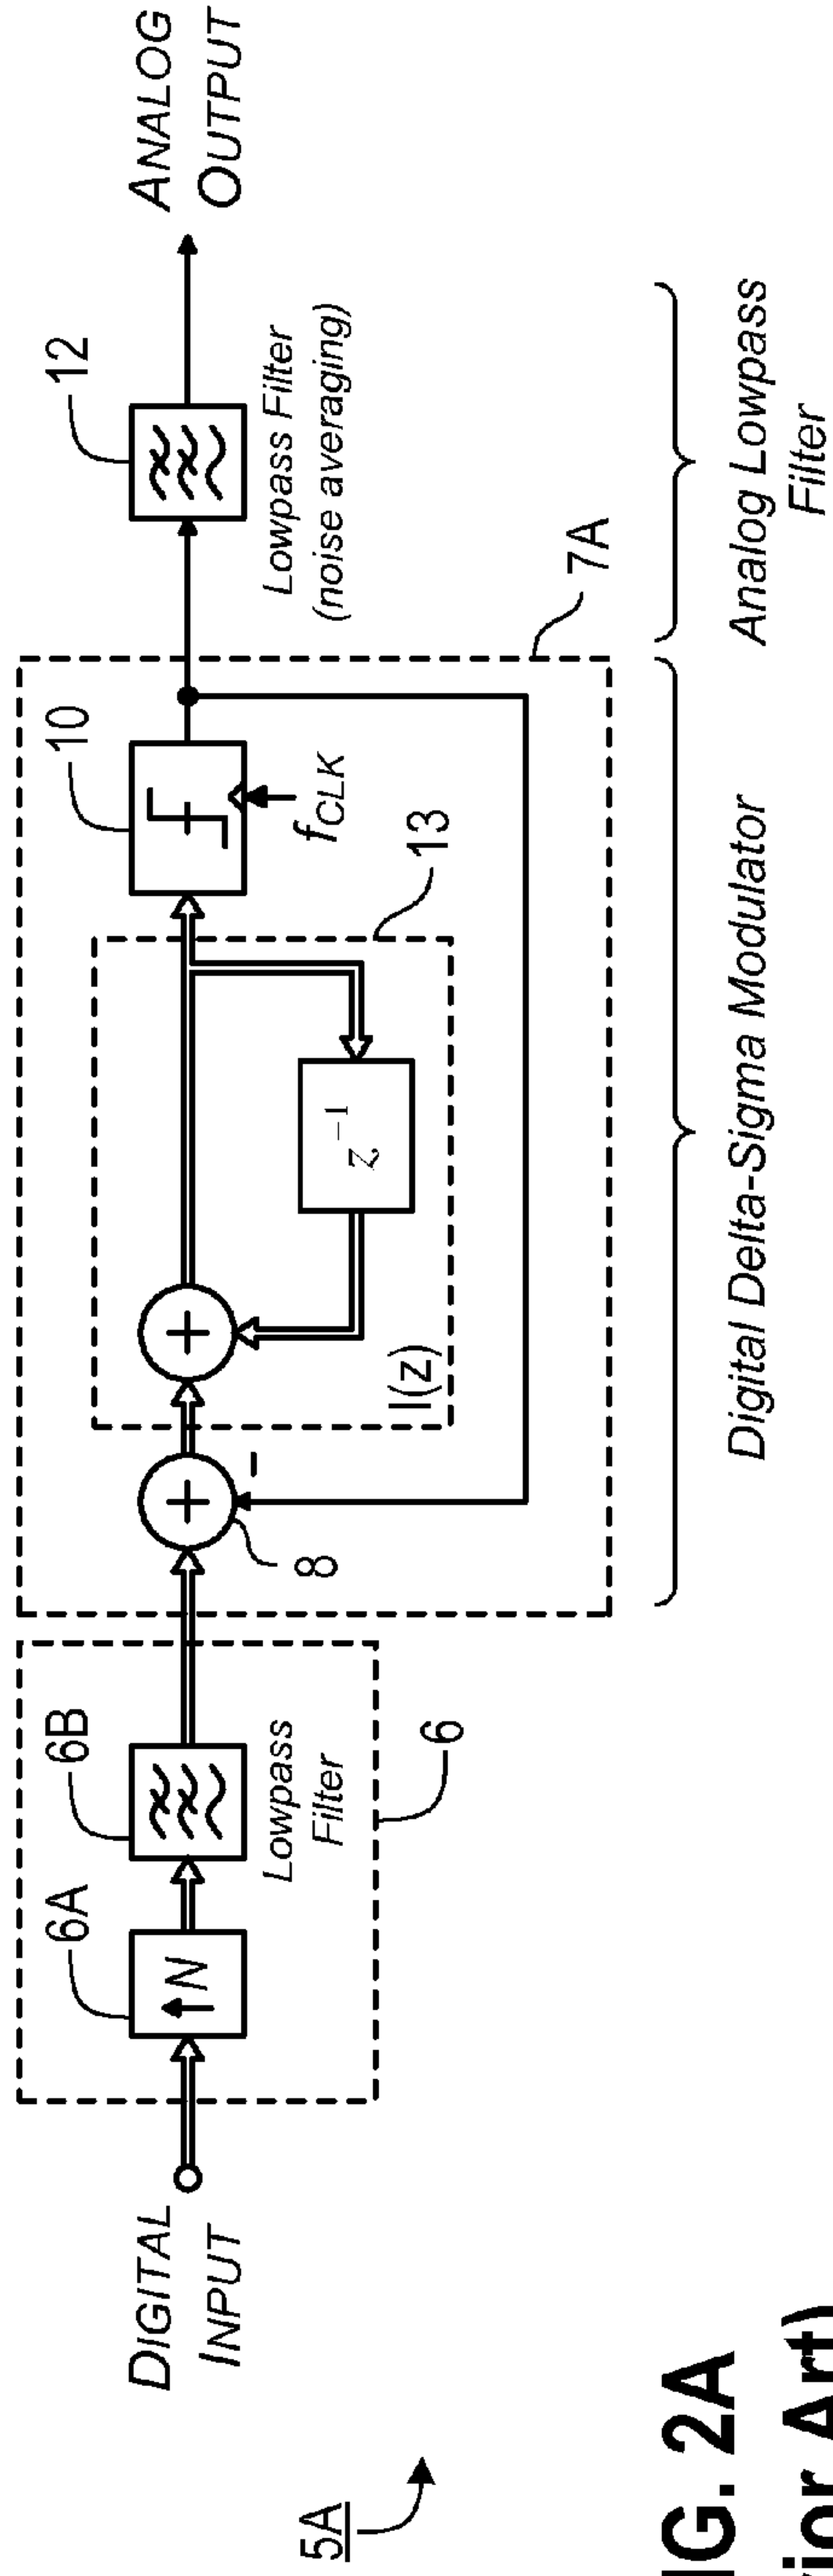 DIGITAL
INPUT
6A
N
6B
Lowpass
Filter
6
8
I(z)
z⁻¹
13
10
fCLK
7A
12
Lowpass Filter
(noise averaging)
ANALOG
OUTPUT
Digital Delta-Sigma Modulator
Analog Lowpass
Filter
5A
IG. 2A
ior Art)